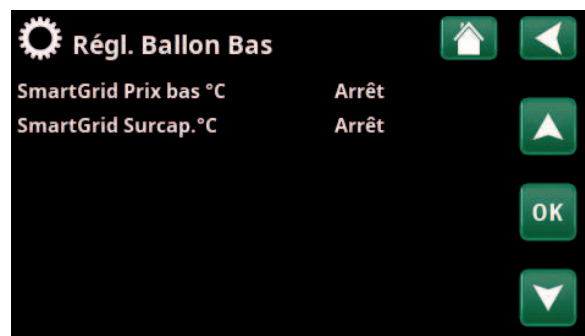 Régl. Ballon Bas
SmartGrid Prix bas °C Arrêt
SmartGrid Surcap.°C Arrêt
OK